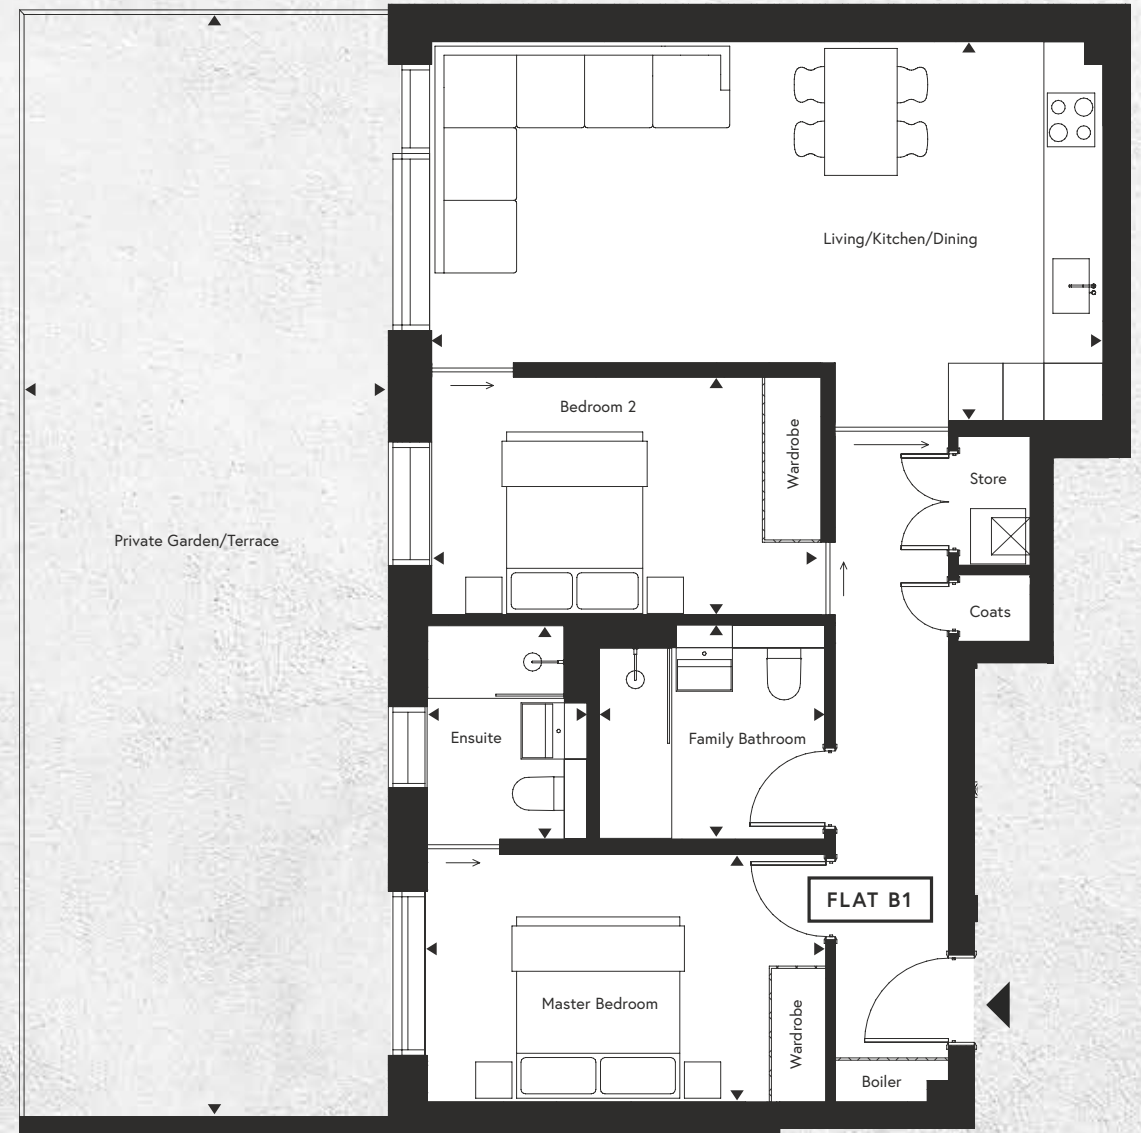 Living/Kitchen/Dining
Bedroom 2
Wardrobe
Store
Private Garden/Terrace
Coats
Ensuite
Family Bathroom
FLAT B1
Master Bedroom
Wardrobe
Boiler